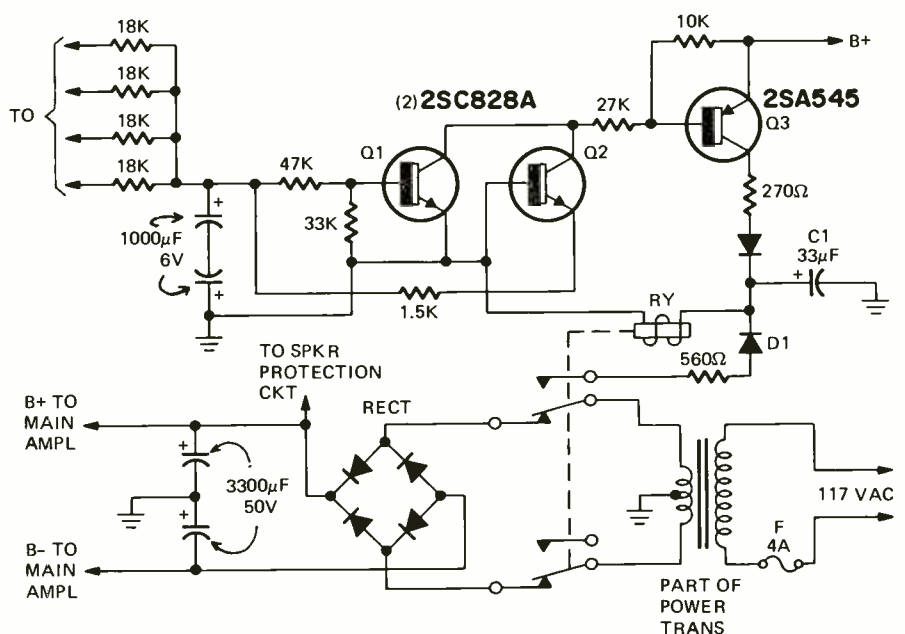 18K
10K
B+
18K
TO
(2) 2SC828A
27K
2SA545
18K
Q1
Q2
Q3
18K
47K
270Ω
33K
C1
33µF
+
+
1000µF
6V
+
1.5K
RY
D1
560Ω
TO SPKR
PROTECTION
CKT
B+ TO
MAIN
AMPL
RECT
+
3300µF
50V
+
117 VAC
F
4A
B- TO
MAIN
AMPL
PART OF
POWER
TRANS